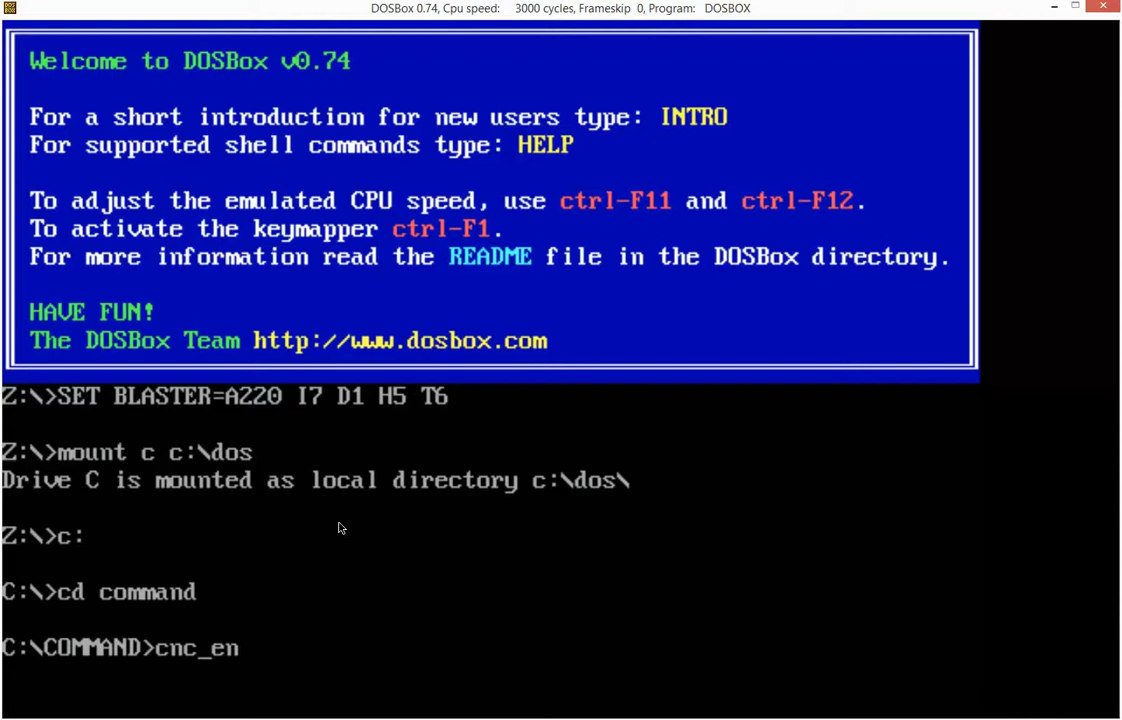 DOS
BOX
DOSBox 0.74, Cpu speed: 3000 cycles, Frameskip 0, Program: DOSBOX
Welcome to DOSBox v0.74
For a short introduction for new users type: INTRO
For supported shell commands type: HELP
To adjust the emulated CPU speed, use ctrl-F11 and ctrl-F12.
To activate the keymapper ctrl-F1.
For more information read the README file in the DOSBox directory.
HAVE FUN!
The DOSBox Team http://www.dosbox.com
Z:\>SET BLASTER=A220 I7 D1 H5 T6
Z:\>mount c c:\dos
Drive C is mounted as local directory c:\dos\
Z:\>c:
C:\>cd command
C:\COMMAND>cnc_en